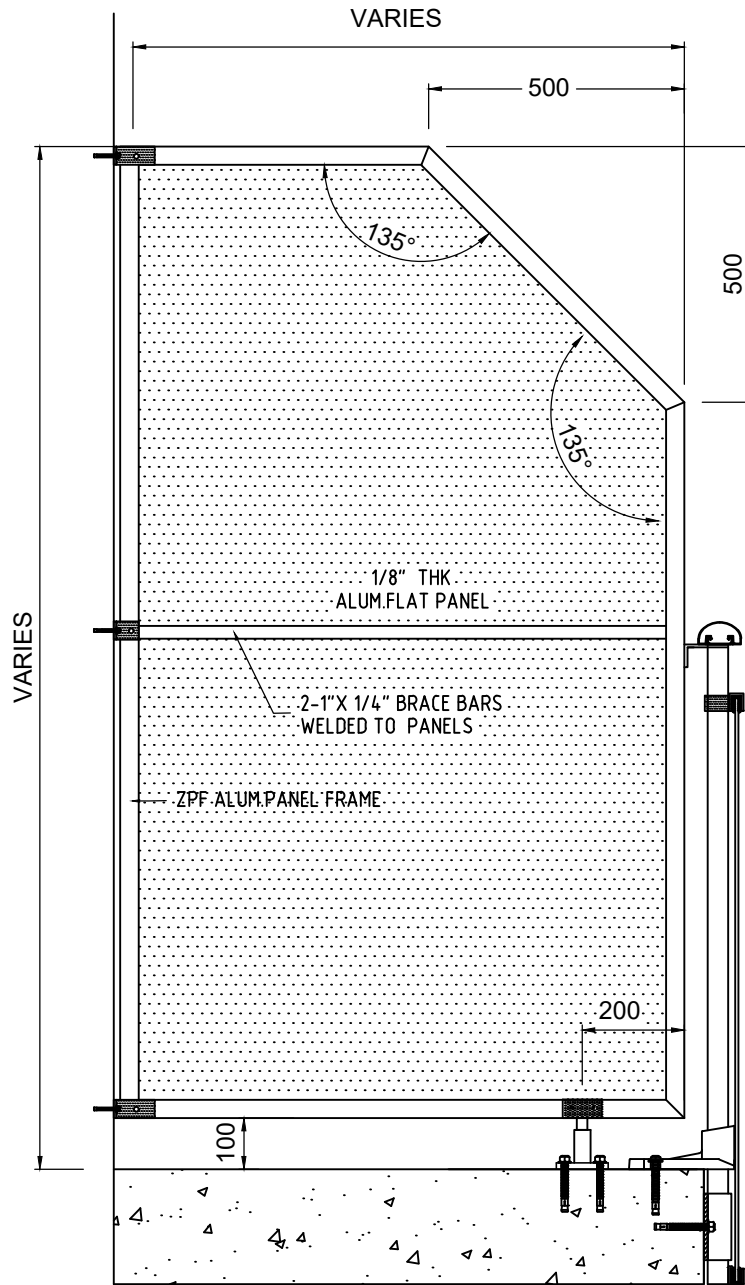 VARIES
500
500
135°
135°
1/8" THK
ALUM.FLAT PANEL
VARIES
2-1"X 1/4" BRACE BARS
WELDED TO PANELS
ZPF ALUM.PANEL FRAME
200
100